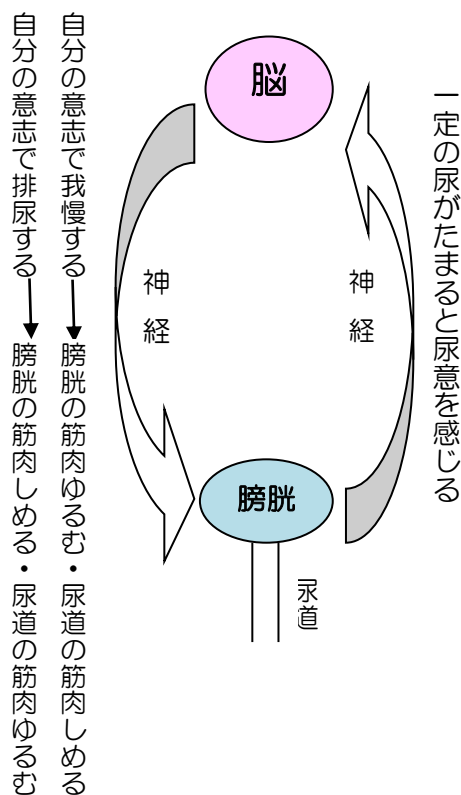 一定の尿がたまると尿意を感じる
脳
神経
神経
膀胱
尿道
自分の意志で我慢する→膀胱の筋肉ゆるむ・尿道の筋肉しめる
自分の意志で排尿する→膀胱の筋肉しめる・尿道の筋肉ゆるむ